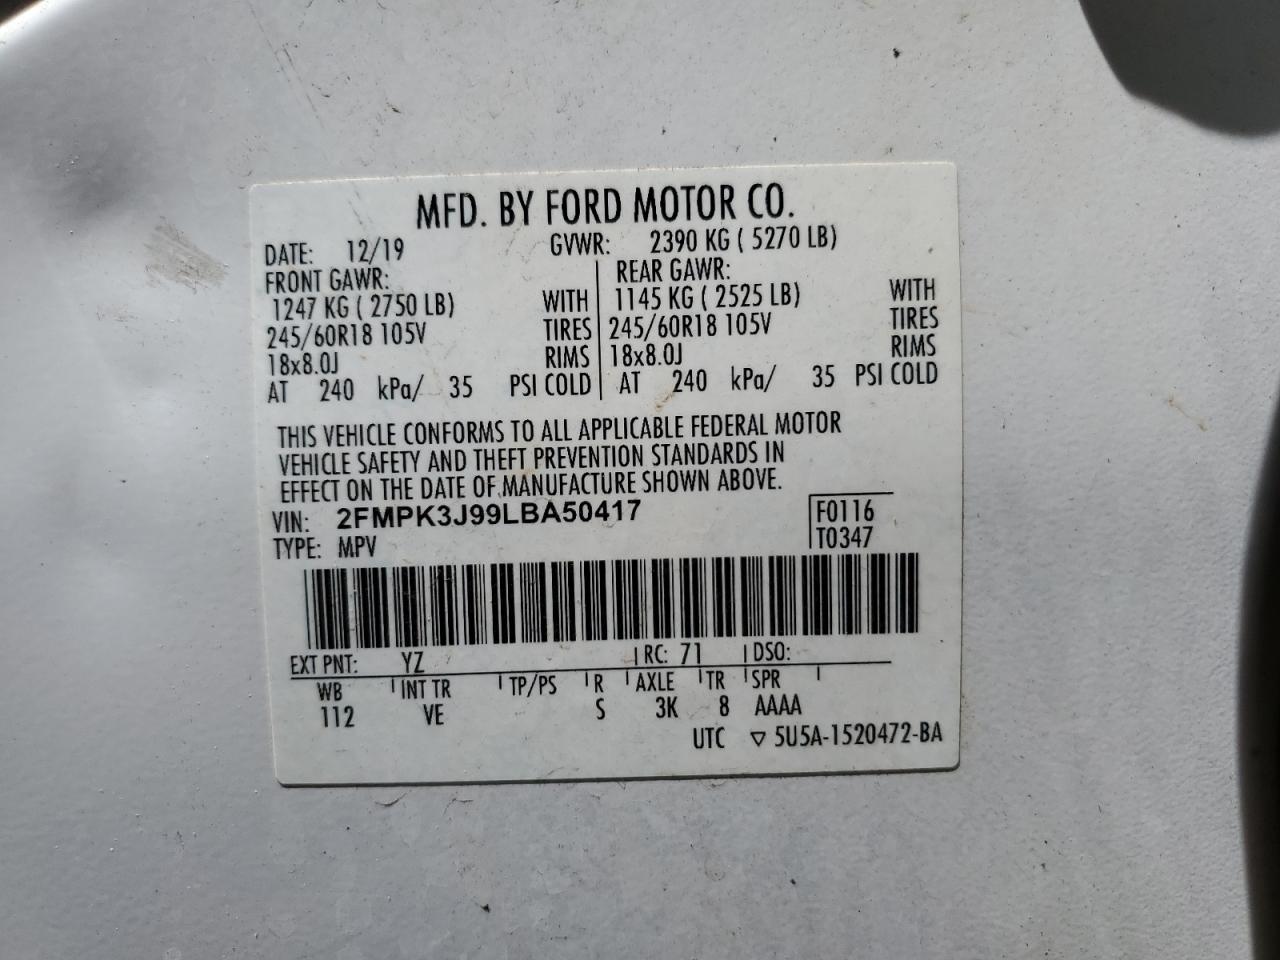 MFD. BY FORD MOTOR CO.
DATE: 12/19 GVWR: 2390 KG ( 5270 LB)
FRONT GAWR: REAR GAWR:
1247 KG ( 2750 LB) WITH 1145 KG ( 2525 LB) WITH
245/60R18 105V TIRES 245/60R18 105V TIRES
18x8.0J RIMS 18x8.0J RIMS
AT 240 kPa/ 35 PSI COLD AT 240 kPa/ 35 PSI COLD
THIS VEHICLE CONFORMS TO ALL APPLICABLE FEDERAL MOTOR
VEHICLE SAFETY AND THEFT PREVENTION STANDARDS IN
EFFECT ON THE DATE OF MANUFACTURE SHOWN ABOVE.
VIN: 2FMPK3J99LBA50417 F0116
TYPE: MPV T0347
EXT PNT: YZ RC: 71 DSO:
WB INT TR TP/PS R AXLE TR SPR
112 VE S 3K 8 AAAA
UTC ▽ 5U5A-1520472-BA